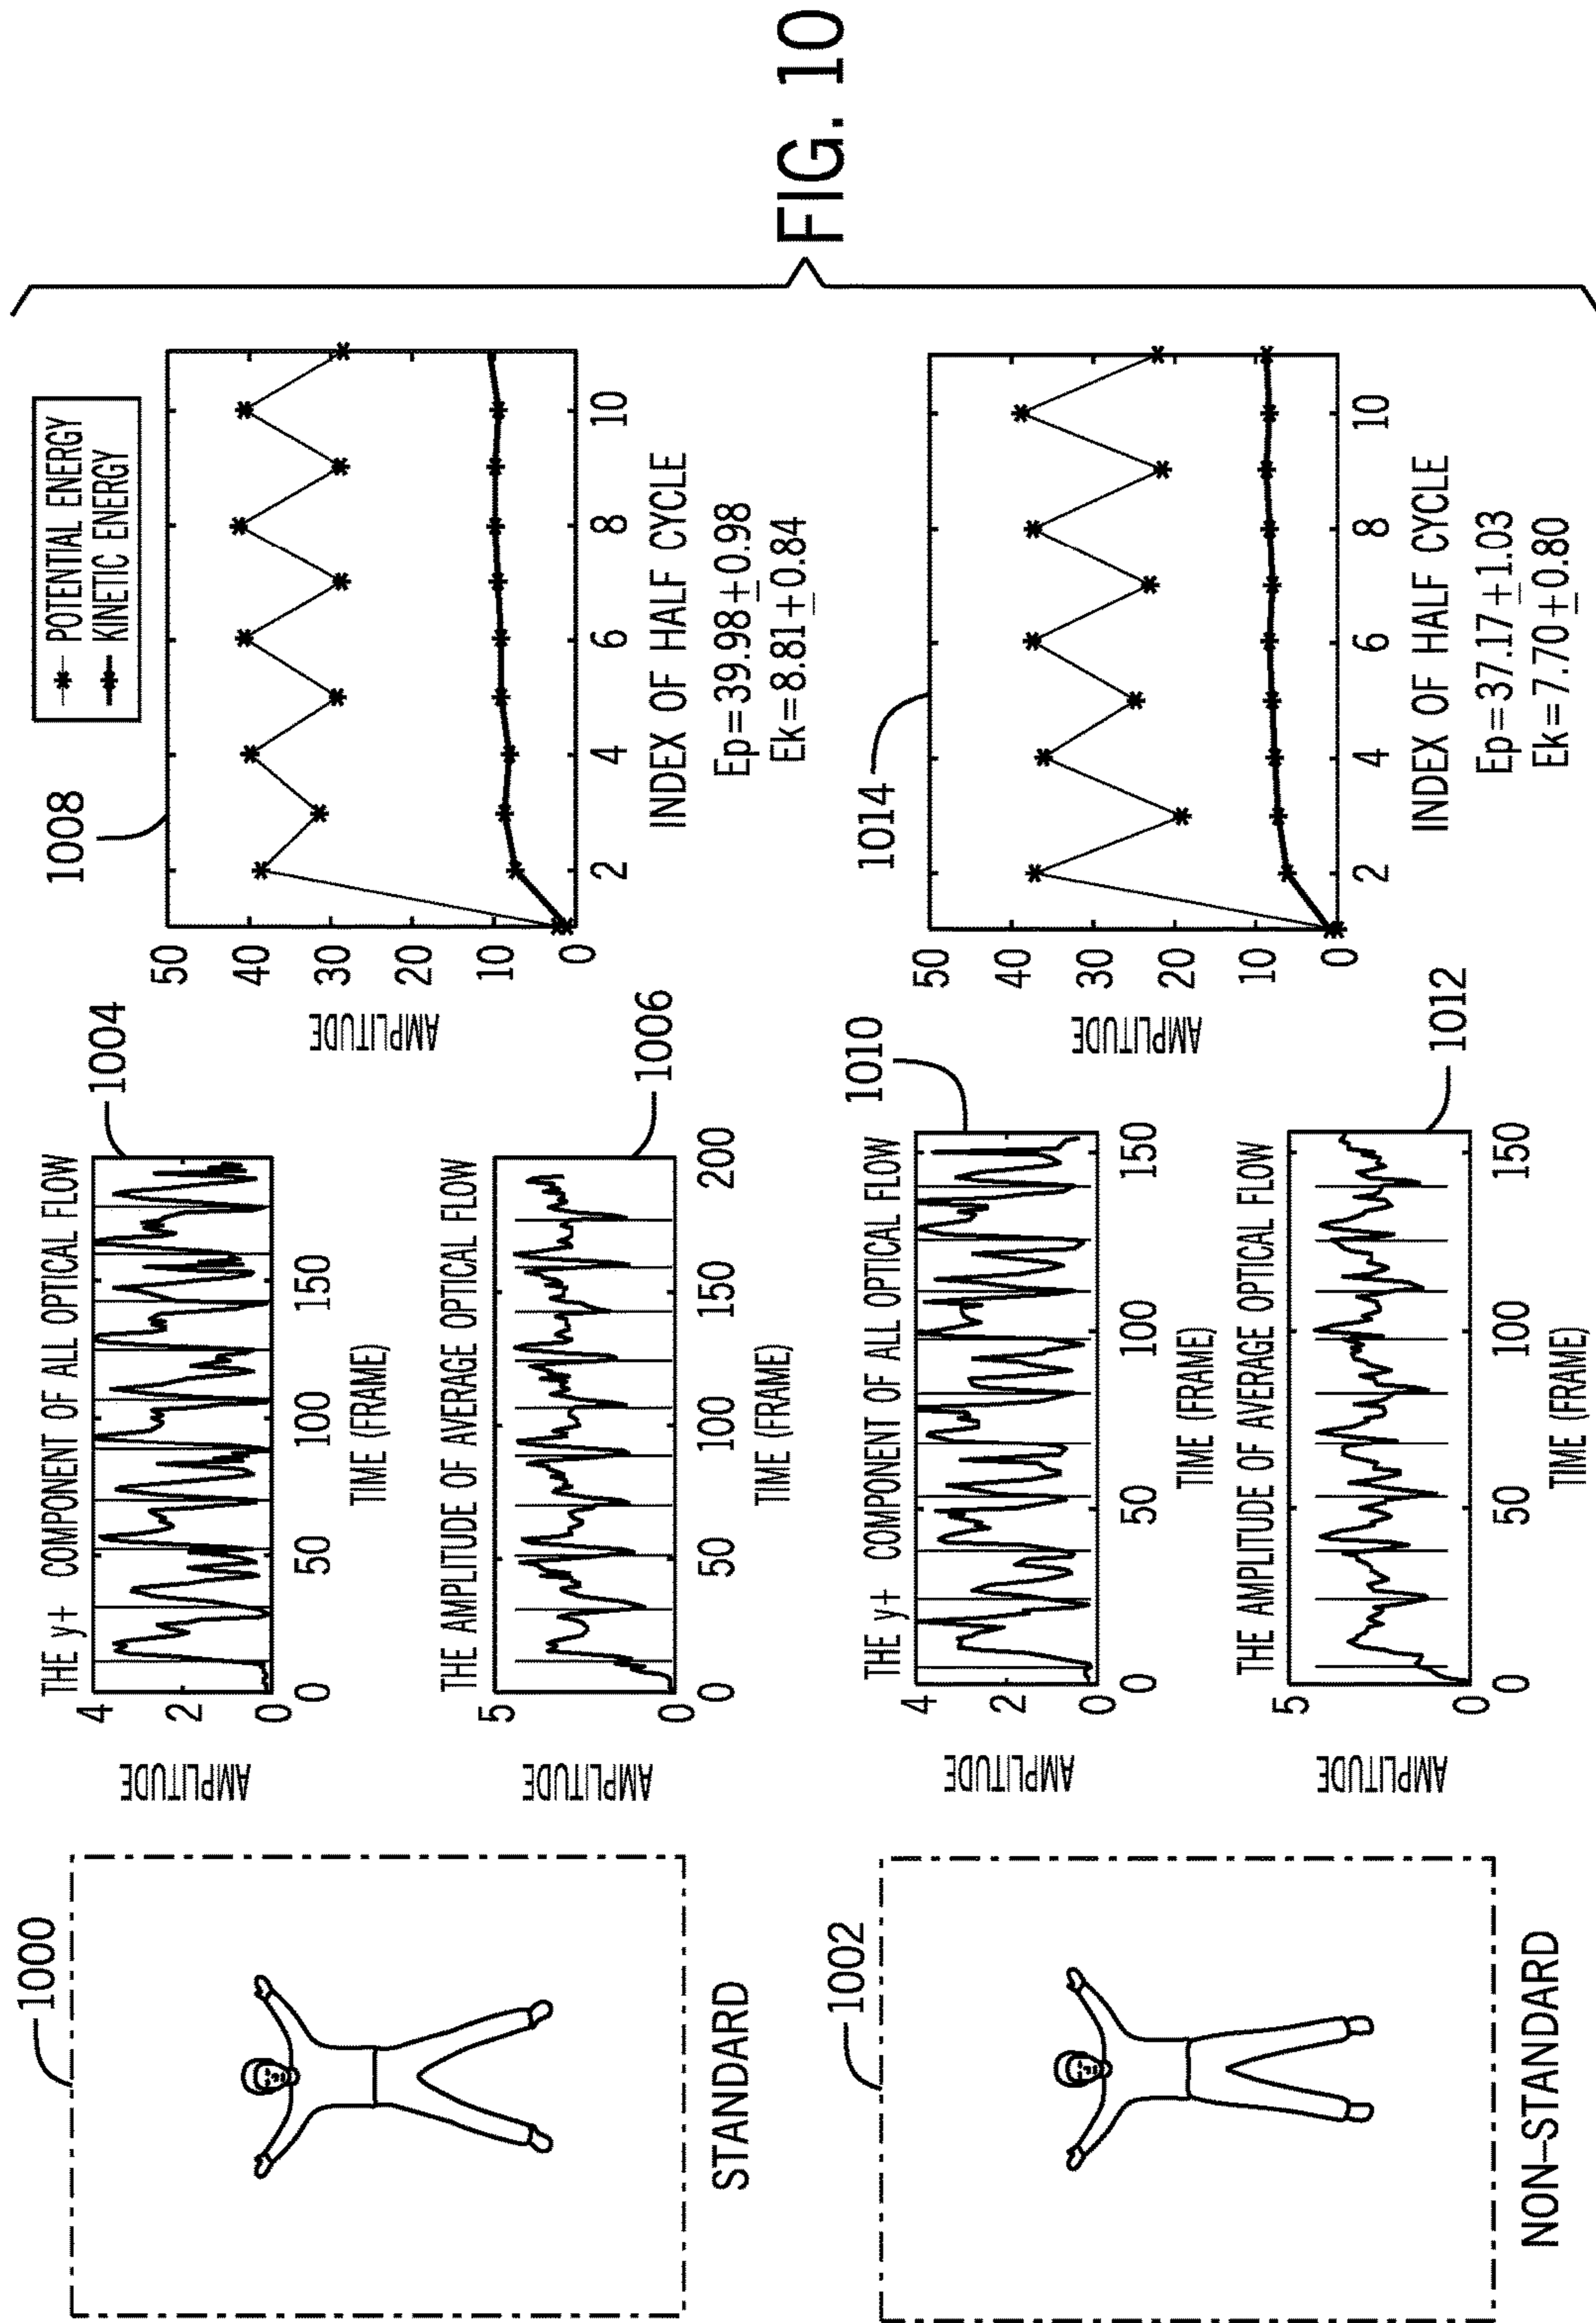 1000
STANDARD
THE y+ COMPONENT OF ALL OPTICAL FLOW
1004
AMPLITUDE
4
2
0
0 50 100 150
TIME (FRAME)
THE AMPLITUDE OF AVERAGE OPTICAL FLOW
1006
AMPLITUDE
5
0
0 50 100 150 200
TIME (FRAME)
1008
POTENTIAL ENERGY
KINETIC ENERGY
AMPLITUDE
50
40
30
20
10
0
2 4 6 8 10
INDEX OF HALF CYCLE
Ep=39.98±0.98
Ek=8.81±0.84
1002
NON-STANDARD
THE y+ COMPONENT OF ALL OPTICAL FLOW
1010
AMPLITUDE
4
2
0
0 50 100 150
TIME (FRAME)
THE AMPLITUDE OF AVERAGE OPTICAL FLOW
1012
AMPLITUDE
5
0
0 50 100 150
TIME (FRAME)
1014
AMPLITUDE
50
40
30
20
10
0
2 4 6 8 10
INDEX OF HALF CYCLE
Ep=37.17±1.03
Ek=7.70±0.80
FIG. 10